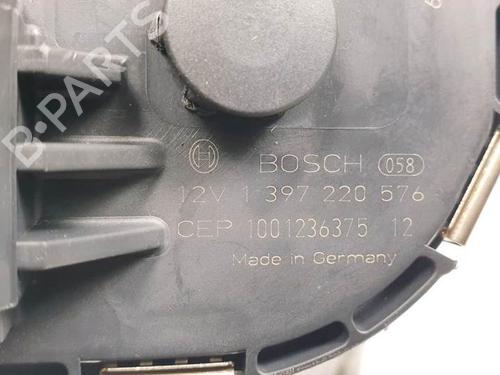 B-PARTS
BOSCH 058
12V 1 397 220 576
CEP 1001236375 12
Made in Germany